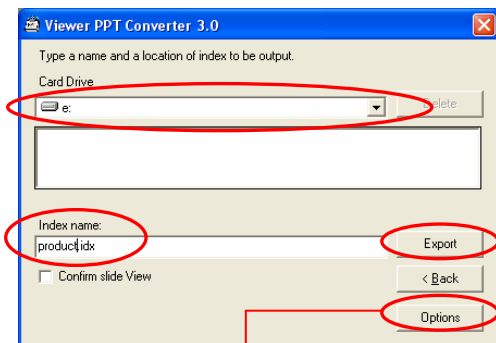 Viewer PPT Converter 3.0
Type a name and a location of index to be output.
Card Drive
e:
Delete
Index name:
product.idx
Export
Confirm slide View
< Back
Options